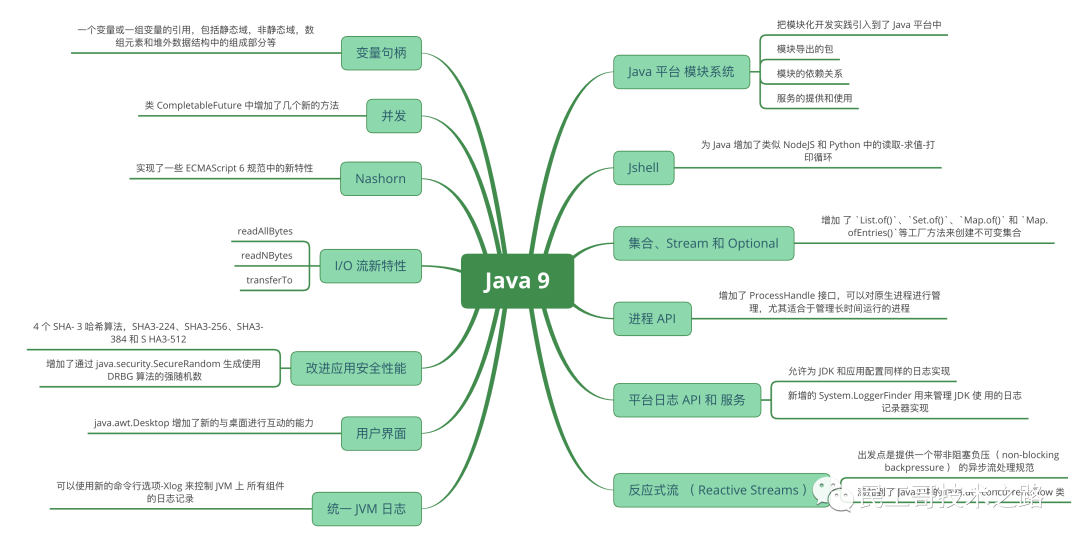 Java 9
Java 平台 模块系统
把模块化开发实践引入到了 Java 平台中
模块导出的包
模块的依赖关系
服务的提供和使用
Jshell
为 Java 增加了类似 NodeJS 和 Python 中的读取-求值-打
印循环
集合、Stream 和 Optional
增加 了 `List.of()`、`Set.of()`、`Map.of()` 和 `Map.
ofEntries()`等工厂方法来创建不可变集合
进程 API
增加了 ProcessHandle 接口，可以对原生进程进行管
理，尤其适合于管理长时间运行的进程
平台日志 API 和 服务
允许为 JDK 和应用配置同样的日志实现
新增的 System.LoggerFinder 用来管理 JDK 使 用的日志
记录器实现
反应式流 （ Reactive Streams ）
出发点是提供一个带非阻塞负压（ non-blocking
backpressure ） 的异步流处理规范
到了 Java 的 concurrent 类
民工哥技术之路
变量句柄
一个变量或一组变量的引用，包括静态域，非静态域，数
组元素和堆外数据结构中的组成部分等
并发
类 CompletableFuture 中增加了几个新的方法
Nashorn
实现了一些 ECMAScript 6 规范中的新特性
I/O 流新特性
readAllBytes
readNBytes
transferTo
改进应用安全性能
4 个 SHA- 3 哈希算法，SHA3-224、SHA3-256、SHA3-
384 和 S HA3-512
增加了通过 java.security.SecureRandom 生成使用
DRBG 算法的强随机数
用户界面
java.awt.Desktop 增加了新的与桌面进行互动的能力
统一 JVM 日志
可以使用新的命令行选项-Xlog 来控制 JVM 上 所有组件
的日志记录